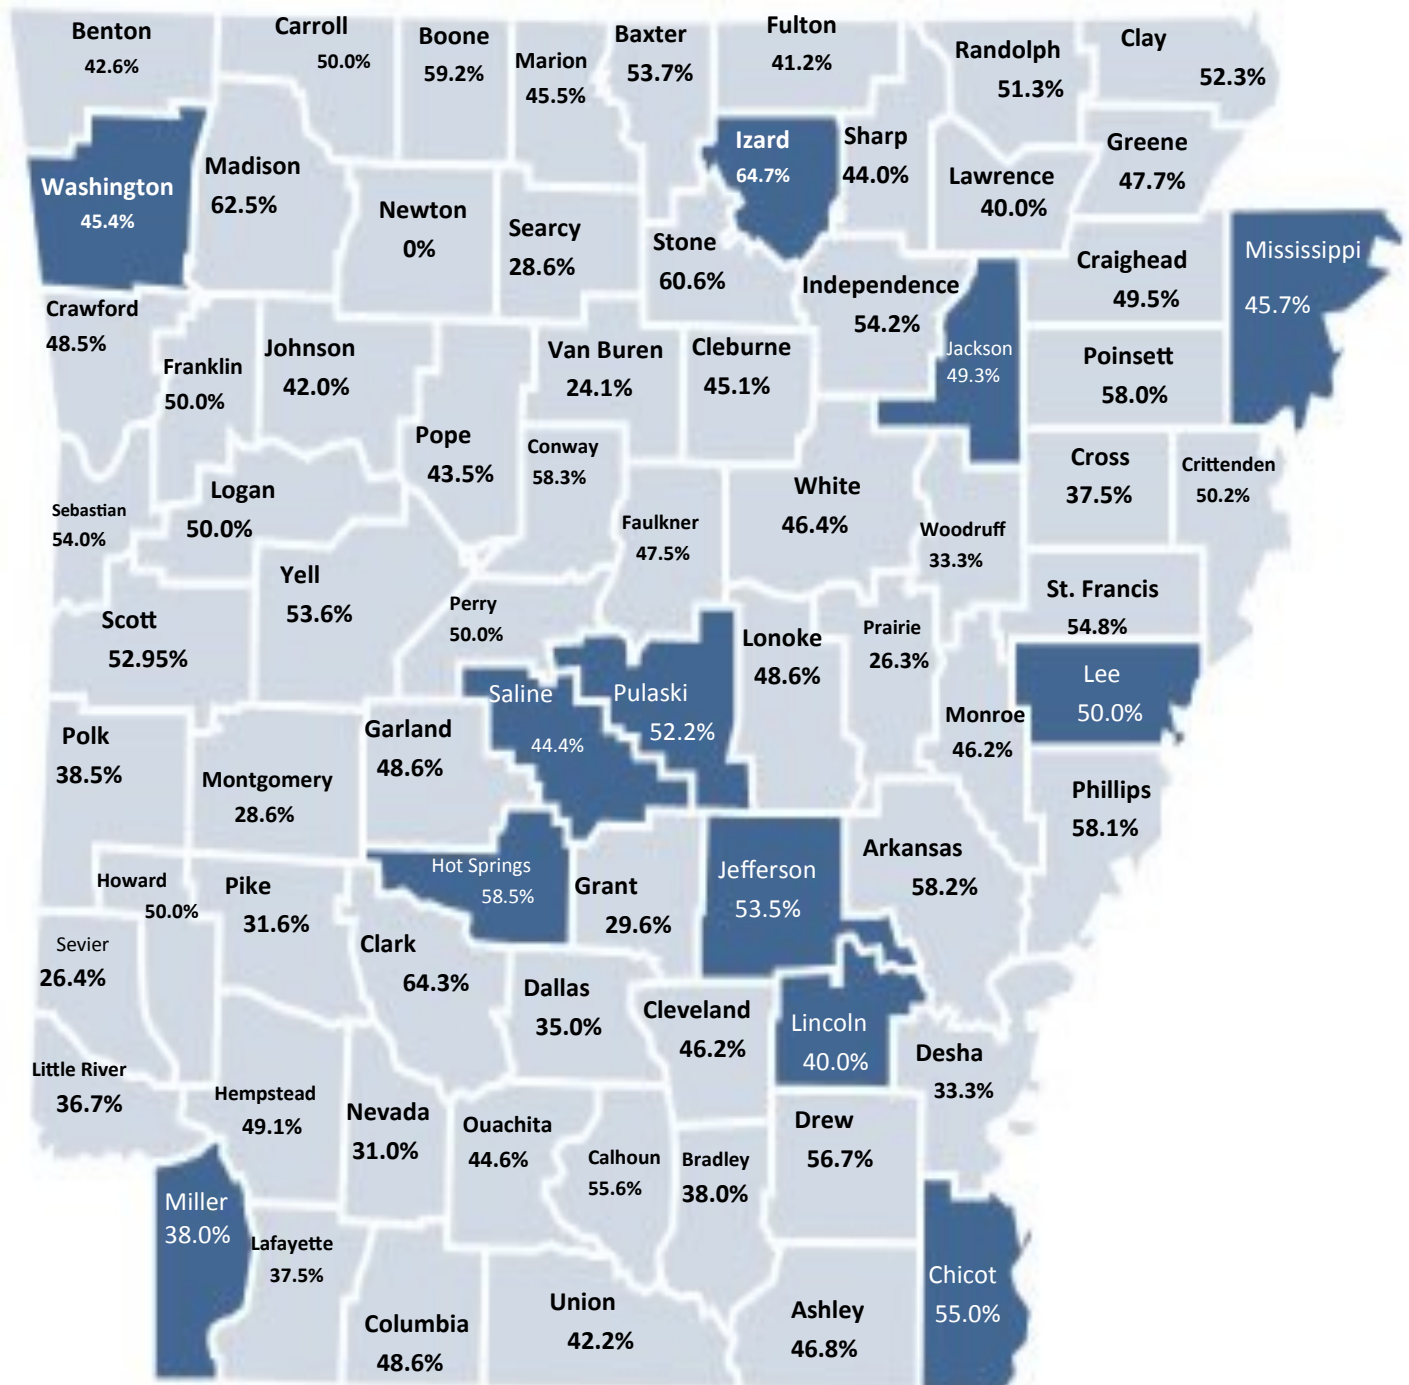 Benton
42.6%
Carroll
50.0%
Boone
59.2%
Marion
45.5%
Baxter
53.7%
Fulton
41.2%
Randolph
51.3%
Clay
52.3%
Washington
45.4%
Madison
62.5%
Newton
0%
Searcy
28.6%
Stone
60.6%
Izard
64.7%
Sharp
44.0%
Lawrence
40.0%
Greene
47.7%
Independence
54.2%
Craighead
49.5%
Mississippi
45.7%
Crawford
48.5%
Franklin
50.0%
Johnson
42.0%
Van Buren
24.1%
Cleburne
45.1%
Jackson
49.3%
Poinsett
58.0%
Pope
43.5%
Conway
58.3%
Sebastian
54.0%
Logan
50.0%
Faulkner
47.5%
White
46.4%
Woodruff
33.3%
Cross
37.5%
Crittenden
50.2%
Scott
52.95%
Yell
53.6%
Perry
50.0%
St. Francis
54.8%
Lonoke
48.6%
Prairie
26.3%
Lee
50.0%
Saline
44.4%
Pulaski
52.2%
Monroe
46.2%
Polk
38.5%
Montgomery
28.6%
Garland
48.6%
Phillips
58.1%
Howard
50.0%
Pike
31.6%
Hot Springs
58.5%
Grant
29.6%
Jefferson
53.5%
Arkansas
58.2%
Sevier
26.4%
Clark
64.3%
Dallas
35.0%
Cleveland
46.2%
Lincoln
40.0%
Desha
33.3%
Little River
36.7%
Hempstead
49.1%
Nevada
31.0%
Ouachita
44.6%
Calhoun
55.6%
Bradley
38.0%
Drew
56.7%
Miller
38.0%
Lafayette
37.5%
Columbia
48.6%
Union
42.2%
Ashley
46.8%
Chicot
55.0%